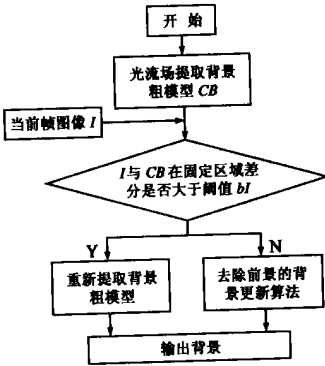 开 始
光流场提取背景
粗模型 CB
当前帧图像 I
I与CB在固定区域差
分是否大于阈值 bI
Y
N
重新提取背景
粗模型
去除前景的背
景更新算法
输出背景